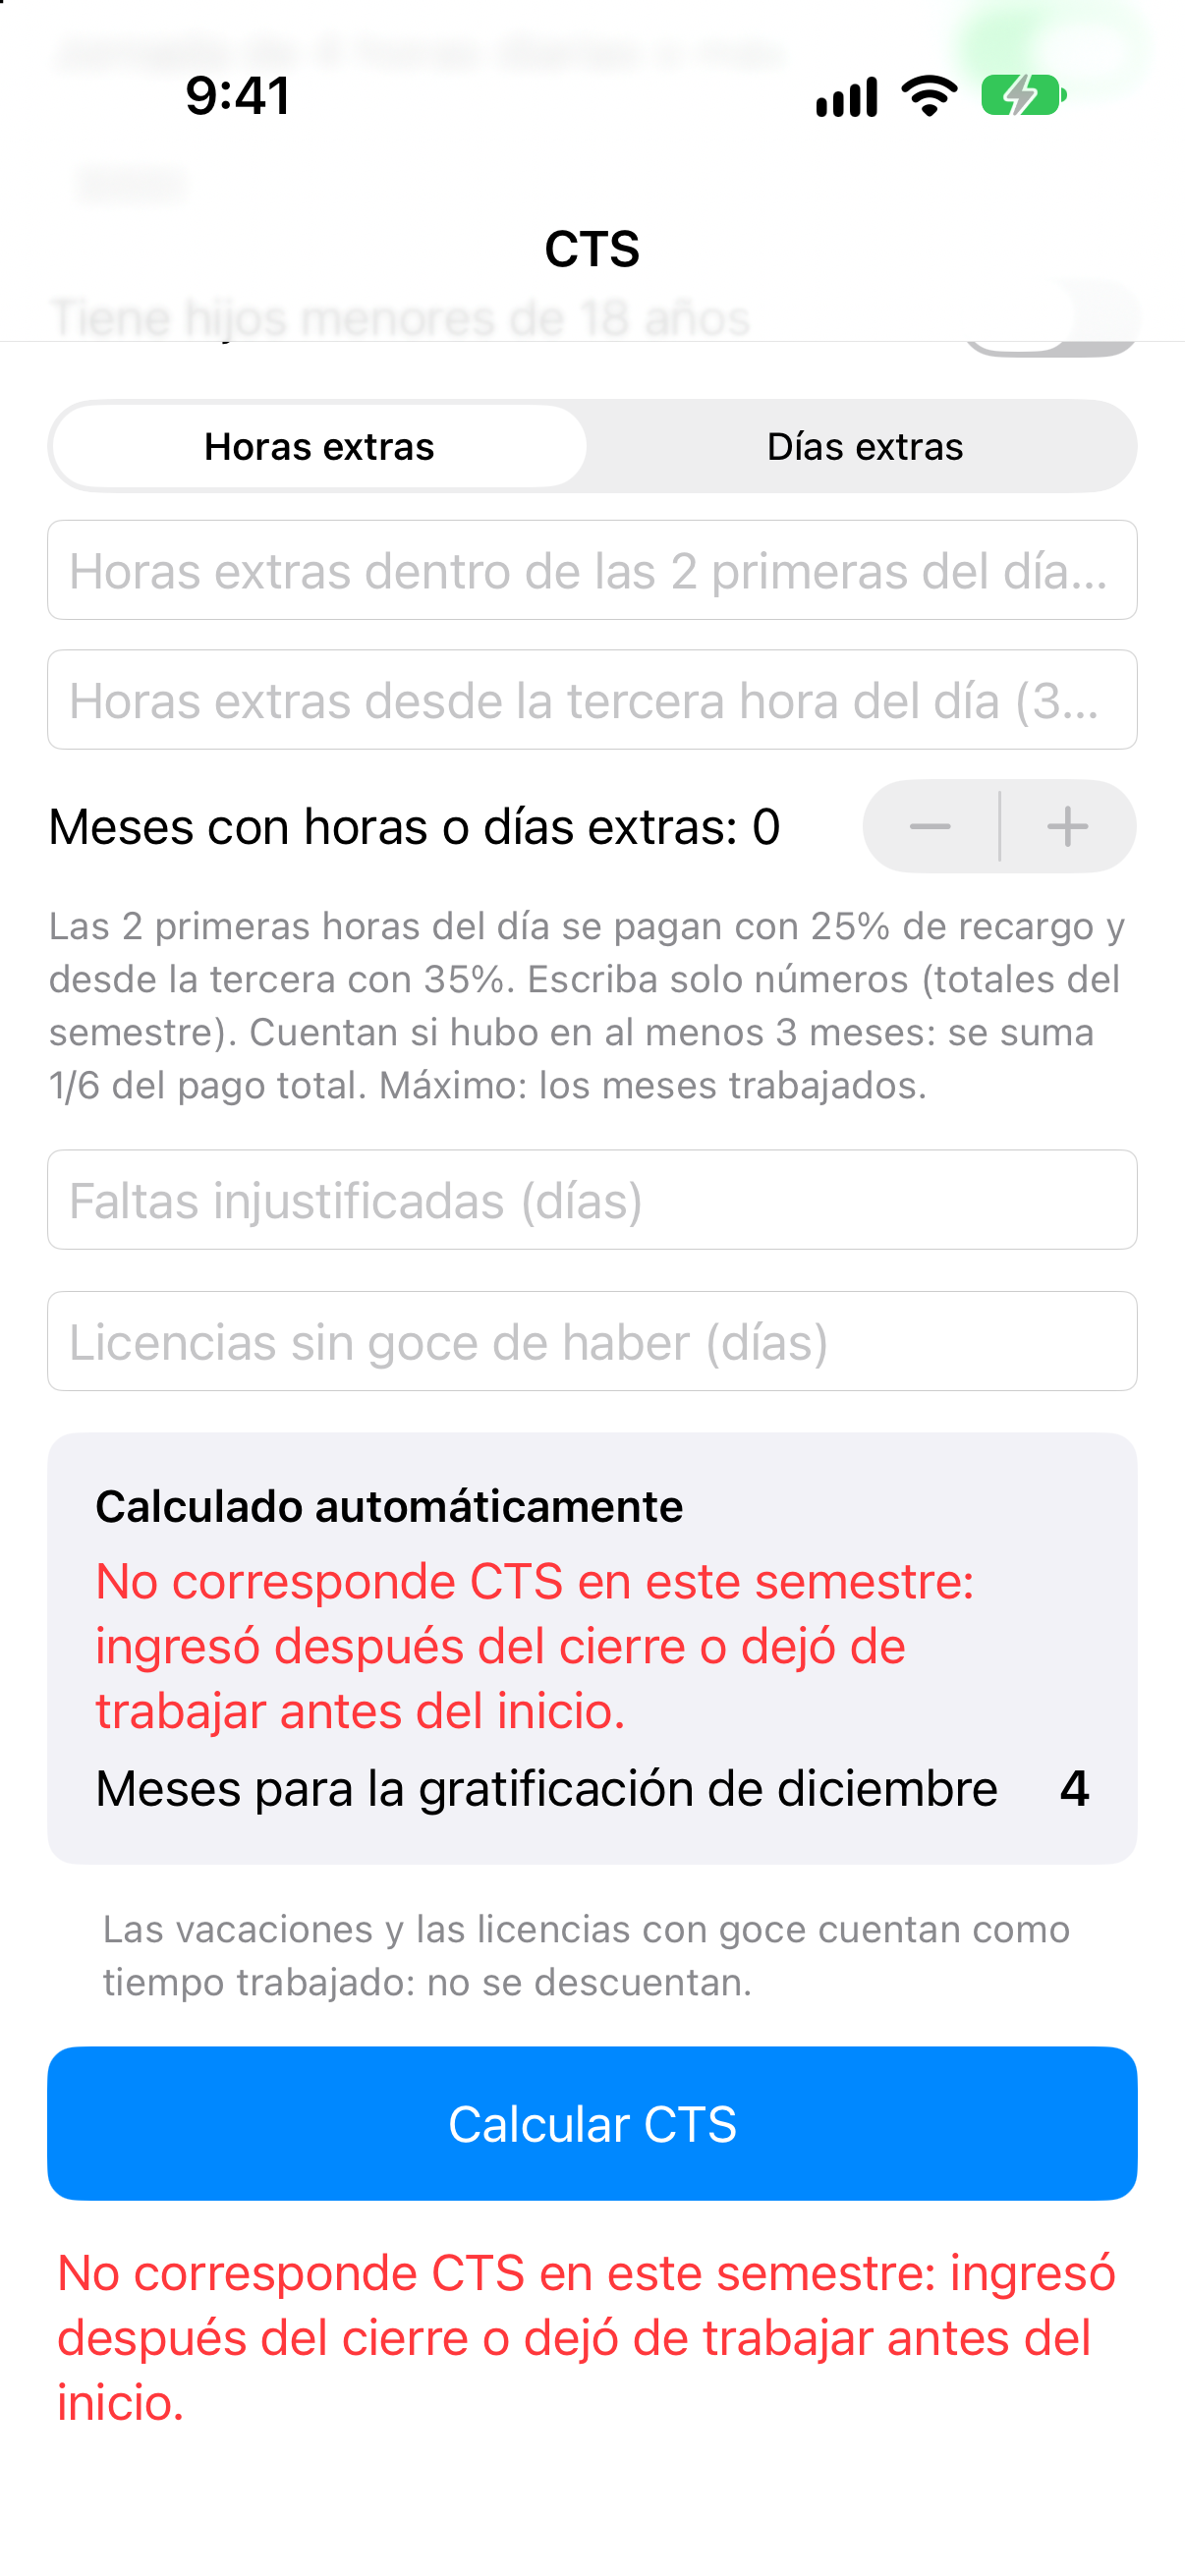 9:41
CTS
Tiene hijos menores de 18 años
Horas extras
Días extras
Horas extras dentro de las 2 primeras del día...
Horas extras desde la tercera hora del día (3...
Meses con horas o días extras: 0
Las 2 primeras horas del día se pagan con 25% de recargo y
desde la tercera con 35%. Escriba solo números (totales del
semestre). Cuentan si hubo en al menos 3 meses: se suma
1/6 del pago total. Máximo: los meses trabajados.
Faltas injustificadas (días)
Licencias sin goce de haber (días)
Calculado automáticamente
No corresponde CTS en este semestre:
ingresó después del cierre o dejó de
trabajar antes del inicio.
Meses para la gratificación de diciembre 4
Las vacaciones y las licencias con goce cuentan como
tiempo trabajado: no se descuentan.
Calcular CTS
No corresponde CTS en este semestre: ingresó
después del cierre o dejó de trabajar antes del
inicio.